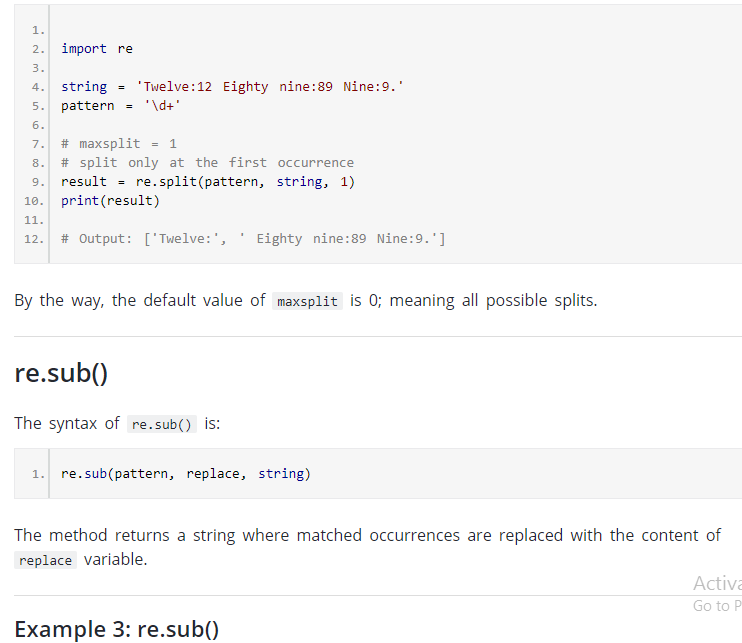 1.
2. import re
3.
4. string = 'Twelve:12 Eighty nine:89 Nine:9.'
5. pattern = '\d+'
6.
7. # maxsplit = 1
8. # split only at the first occurrence
9. result = re.split(pattern, string, 1)
10. print(result)
11.
12. # Output: ['Twelve:', ' Eighty nine:89 Nine:9.']
By the way, the default value of maxsplit is 0; meaning all possible splits.
re.sub()
The syntax of re.sub() is:
1. re.sub(pattern, replace, string)
The method returns a string where matched occurrences are replaced with the content of
replace variable.
Activa
Go to P
Example 3: re.sub()